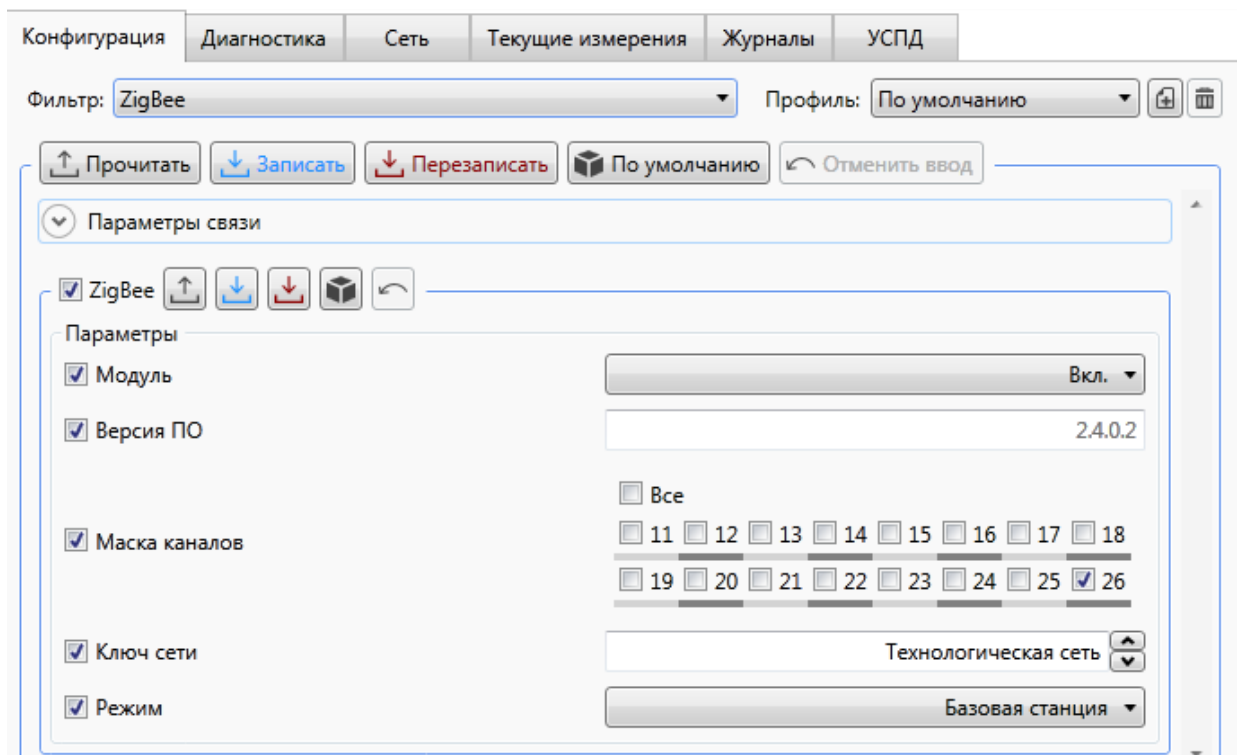 Конфигурация Диагностика Сеть Текущие измерения Журналы УСПД
Фильтр: ZigBee Профиль: По умолчанию
Прочитать Записать Перезаписать По умолчанию Отменить ввод
Параметры связи
ZigBee
Параметры
Модуль Вкл.
Версия ПО 2.4.0.2
Все
11 12 13 14 15 16 17 18
Маска каналов
19 20 21 22 23 24 25 26
Ключ сети Технологическая сеть
Режим Базовая станция